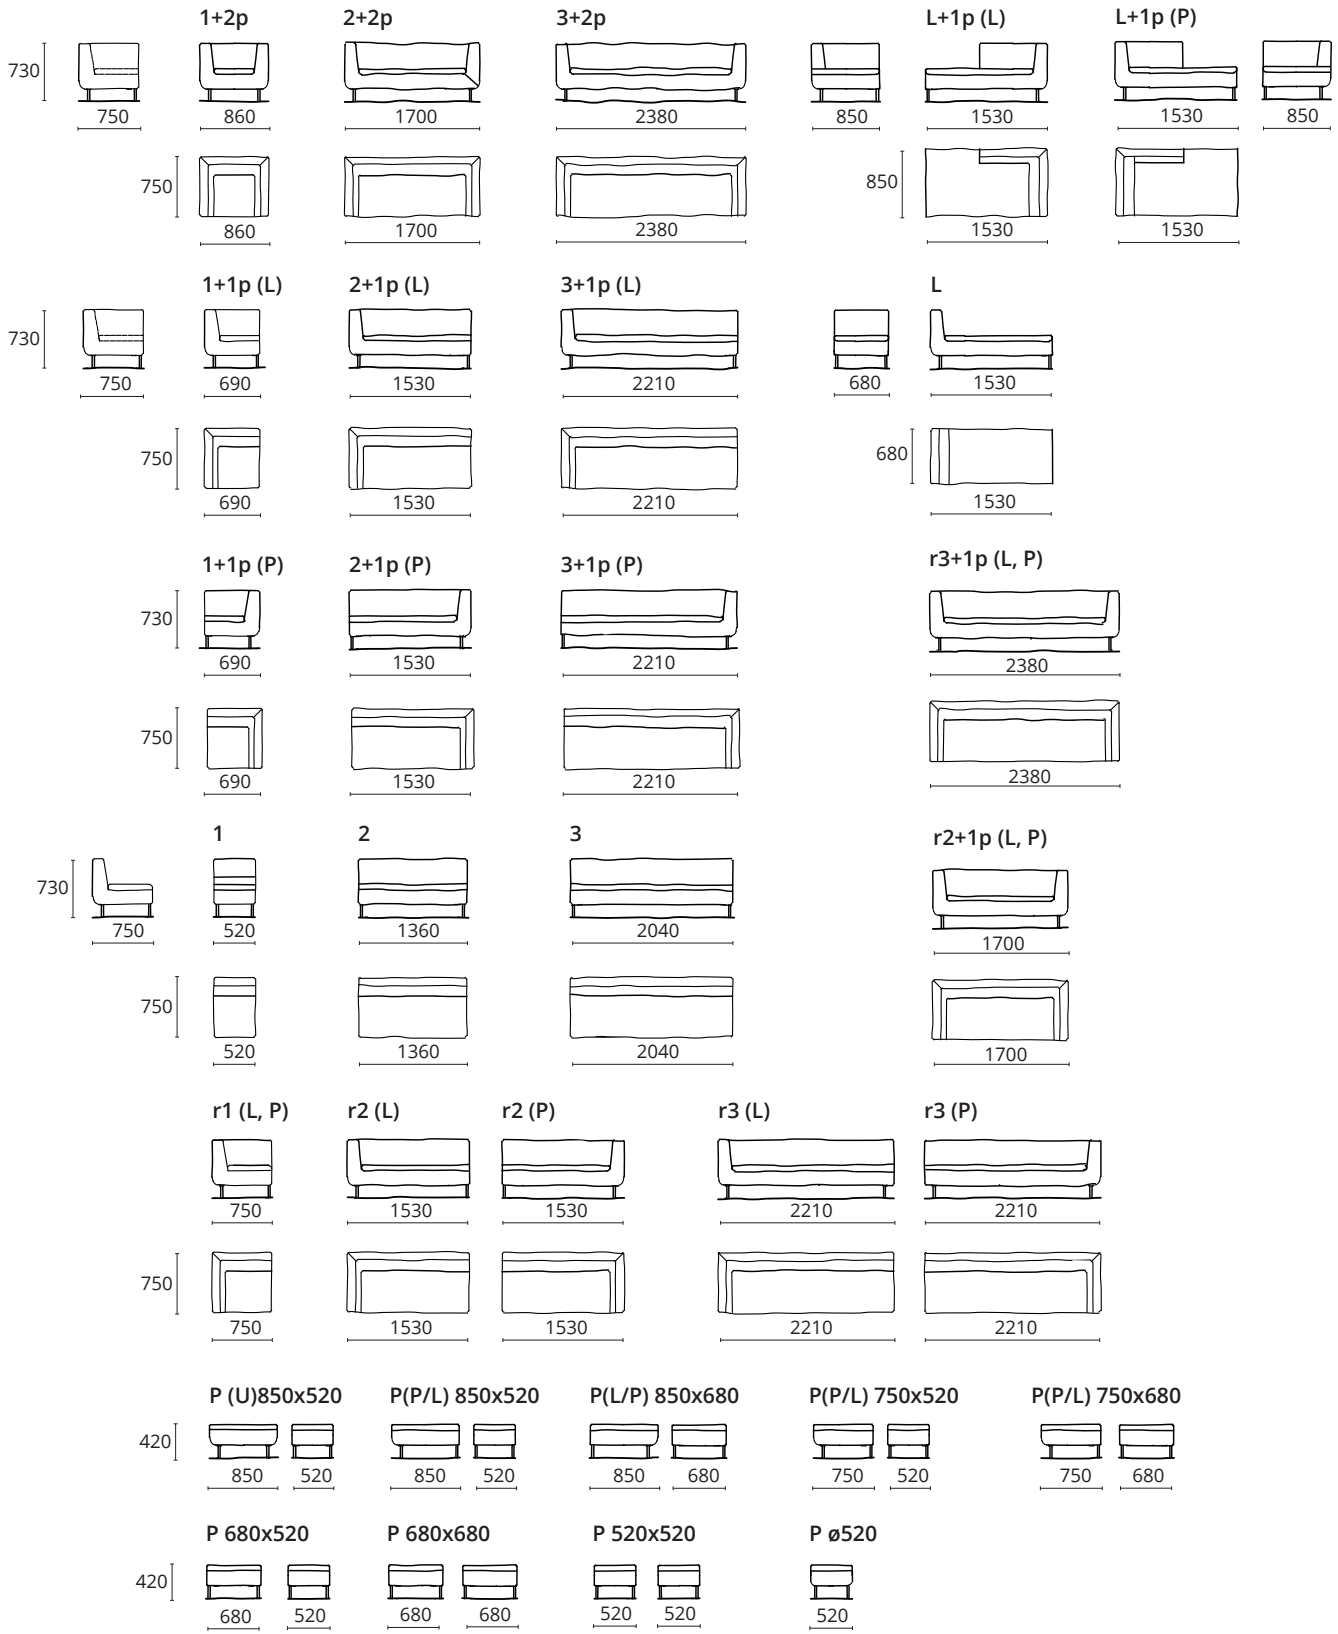 1+2p 2+2p 3+2p L+1p (L) L+1p (P)
730
750 860 1700 2380 850 1530 1530 850
750 850
860 1700 2380 1530 1530
1+1p (L) 2+1p (L) 3+1p (L) L
730
750 690 1530 2210 680 1530
750 680
690 1530 2210 1530
1+1p (P) 2+1p (P) 3+1p (P) r3+1p (L, P)
730
690 1530 2210 2380
750
690 1530 2210 2380
1 2 3 r2+1p (L, P)
730
750 520 1360 2040 1700
750
520 1360 2040 1700
r1 (L, P) r2 (L) r2 (P) r3 (L) r3 (P)
750 1530 1530 2210 2210
750
750 1530 1530 2210 2210
P (U)850x520 P(P/L) 850x520 P(L/P) 850x680 P(P/L) 750x520 P(P/L) 750x680
420
850 520 850 520 850 680 750 520 750 680
P 680x520 P 680x680 P 520x520 P ø520
420
680 520 680 680 520 520 520